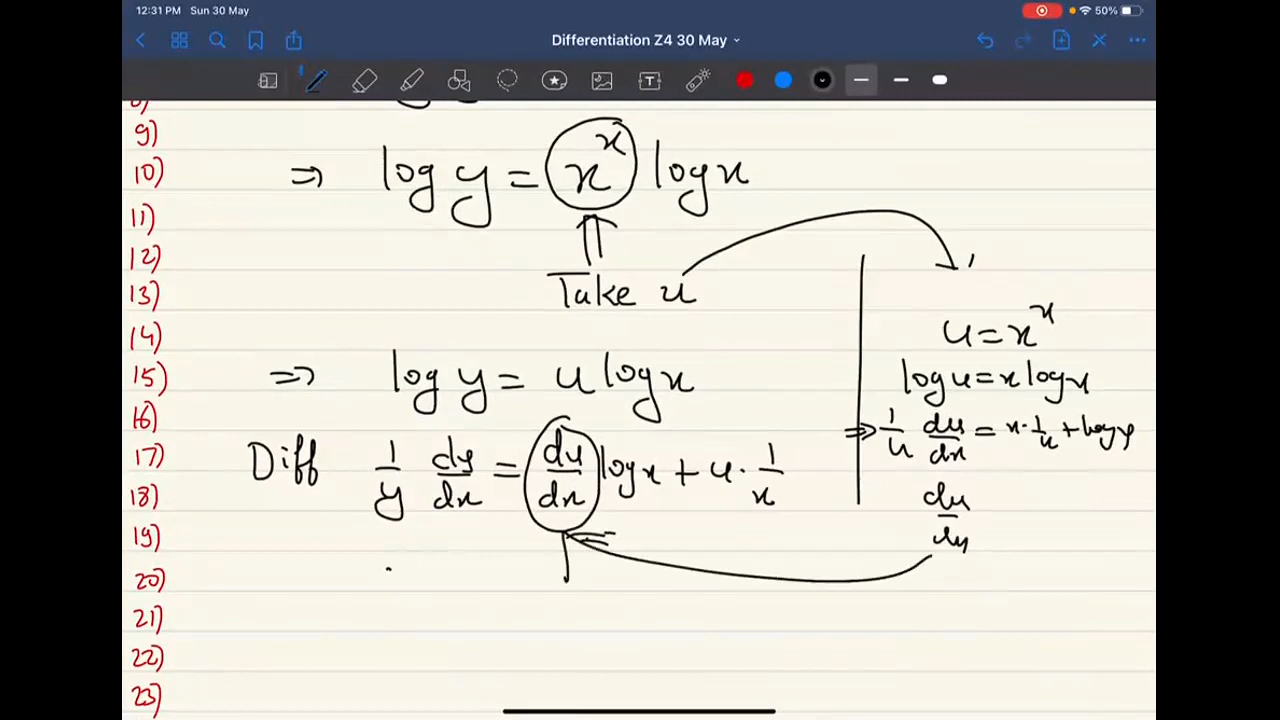 12:31 PM Sun 30 May
50%
Differentiation Z4 30 May
9)
10) ⇒ log y = x^x log x
11)
12)
13) Take u
14) u = x^x
15) ⇒ log y = u log x
log u = x log x
16)
⇒ 1/u du/dx = x · 1/x + log x
17) Diff 1/y dy/dx = du/dx log x + u · 1/x
18)
19)
20)
21)
22)
23)